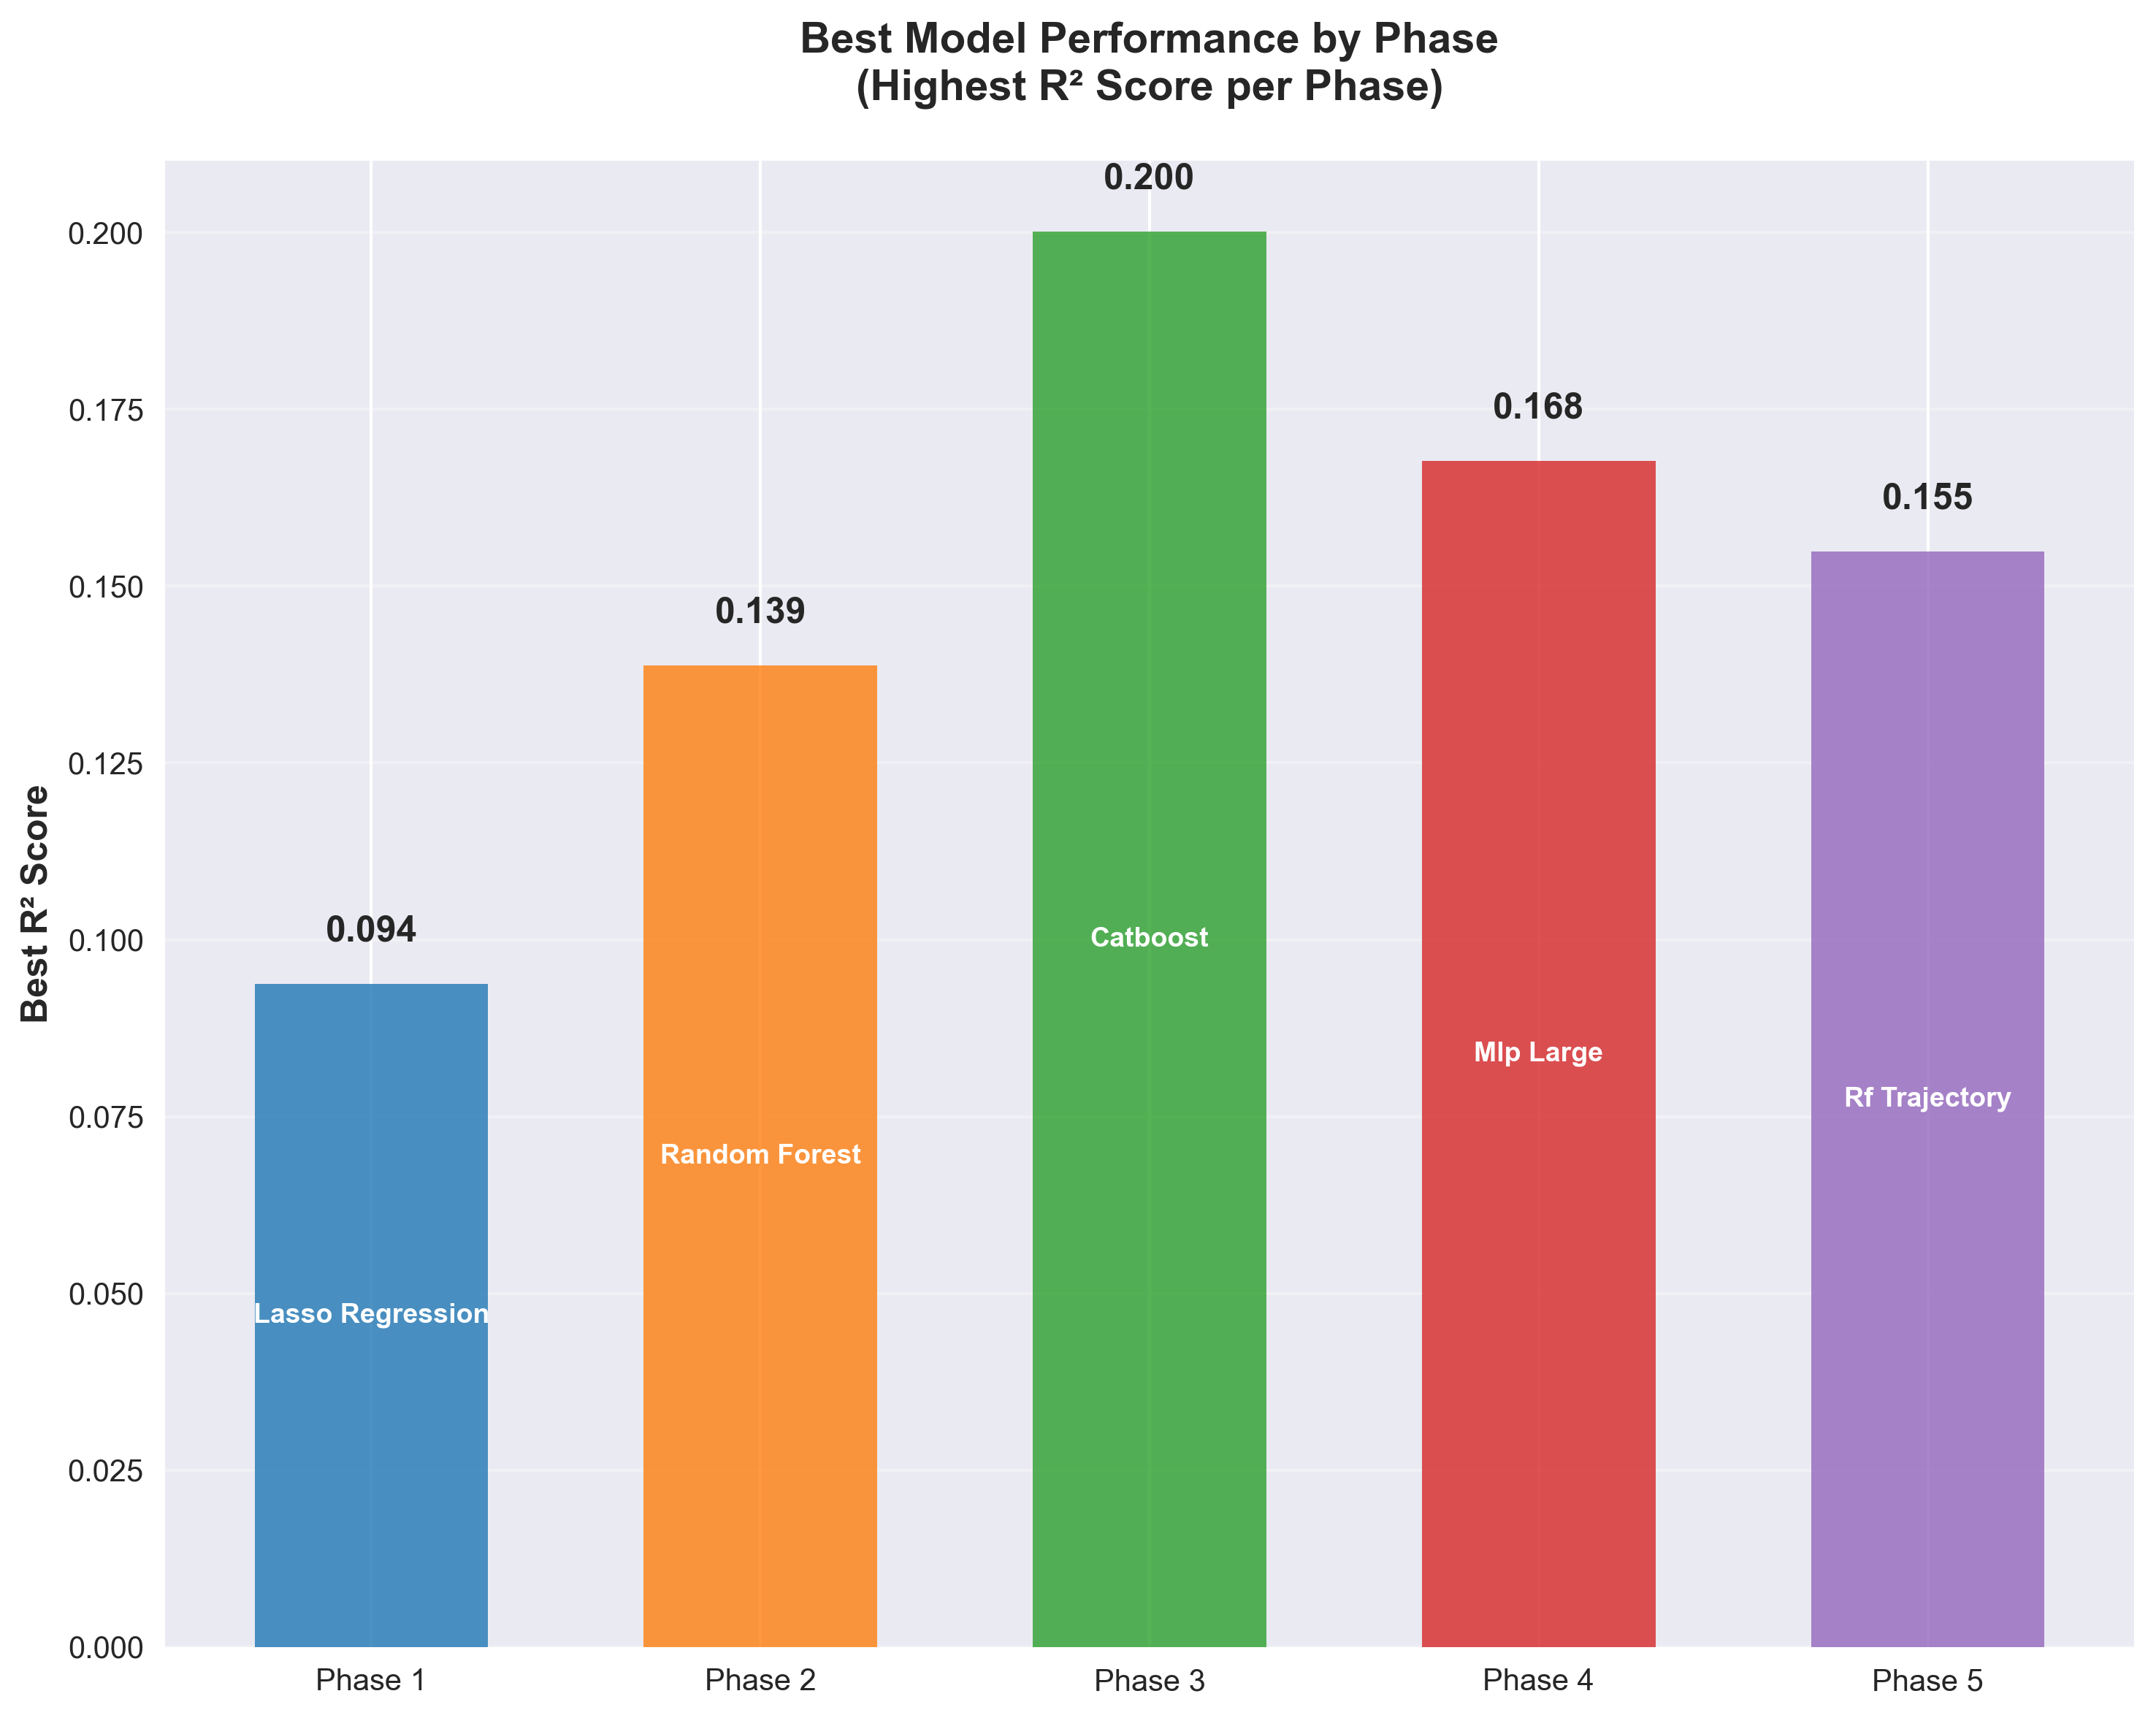 Best Model Performance by Phase
(Highest R² Score per Phase)
Best R² Score
0.200
0.175
0.150
0.125
0.100
0.075
0.050
0.025
0.000
0.094
0.139
0.200
0.168
0.155
Lasso Regression
Random Forest
Catboost
Mlp Large
Rf Trajectory
Phase 1
Phase 2
Phase 3
Phase 4
Phase 5